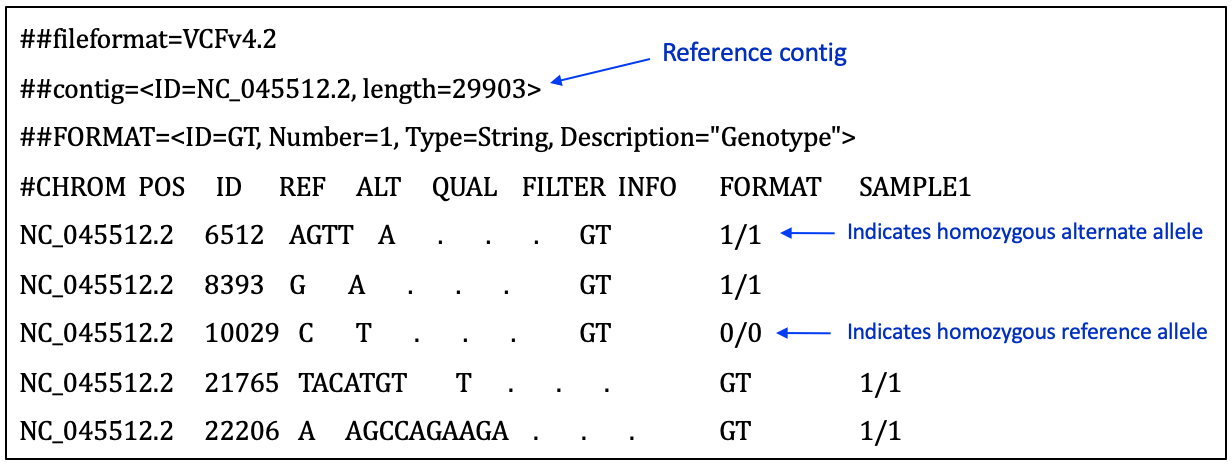 ##fileformat=VCFv4.2
Reference contig
##contig=<ID=NC_045512.2, length=29903>
##FORMAT=<ID=GT, Number=1, Type=String, Description="Genotype">
#CHROM POS ID REF ALT QUAL FILTER INFO FORMAT SAMPLE1
NC_045512.2 6512 AGTT A . . . GT 1/1 Indicates homozygous alternate allele
NC_045512.2 8393 G A . . . GT 1/1
NC_045512.2 10029 C T . . . GT 0/0 Indicates homozygous reference allele
NC_045512.2 21765 TACATGT T . . . GT 1/1
NC_045512.2 22206 A AGCCAGAAGA . . . GT 1/1